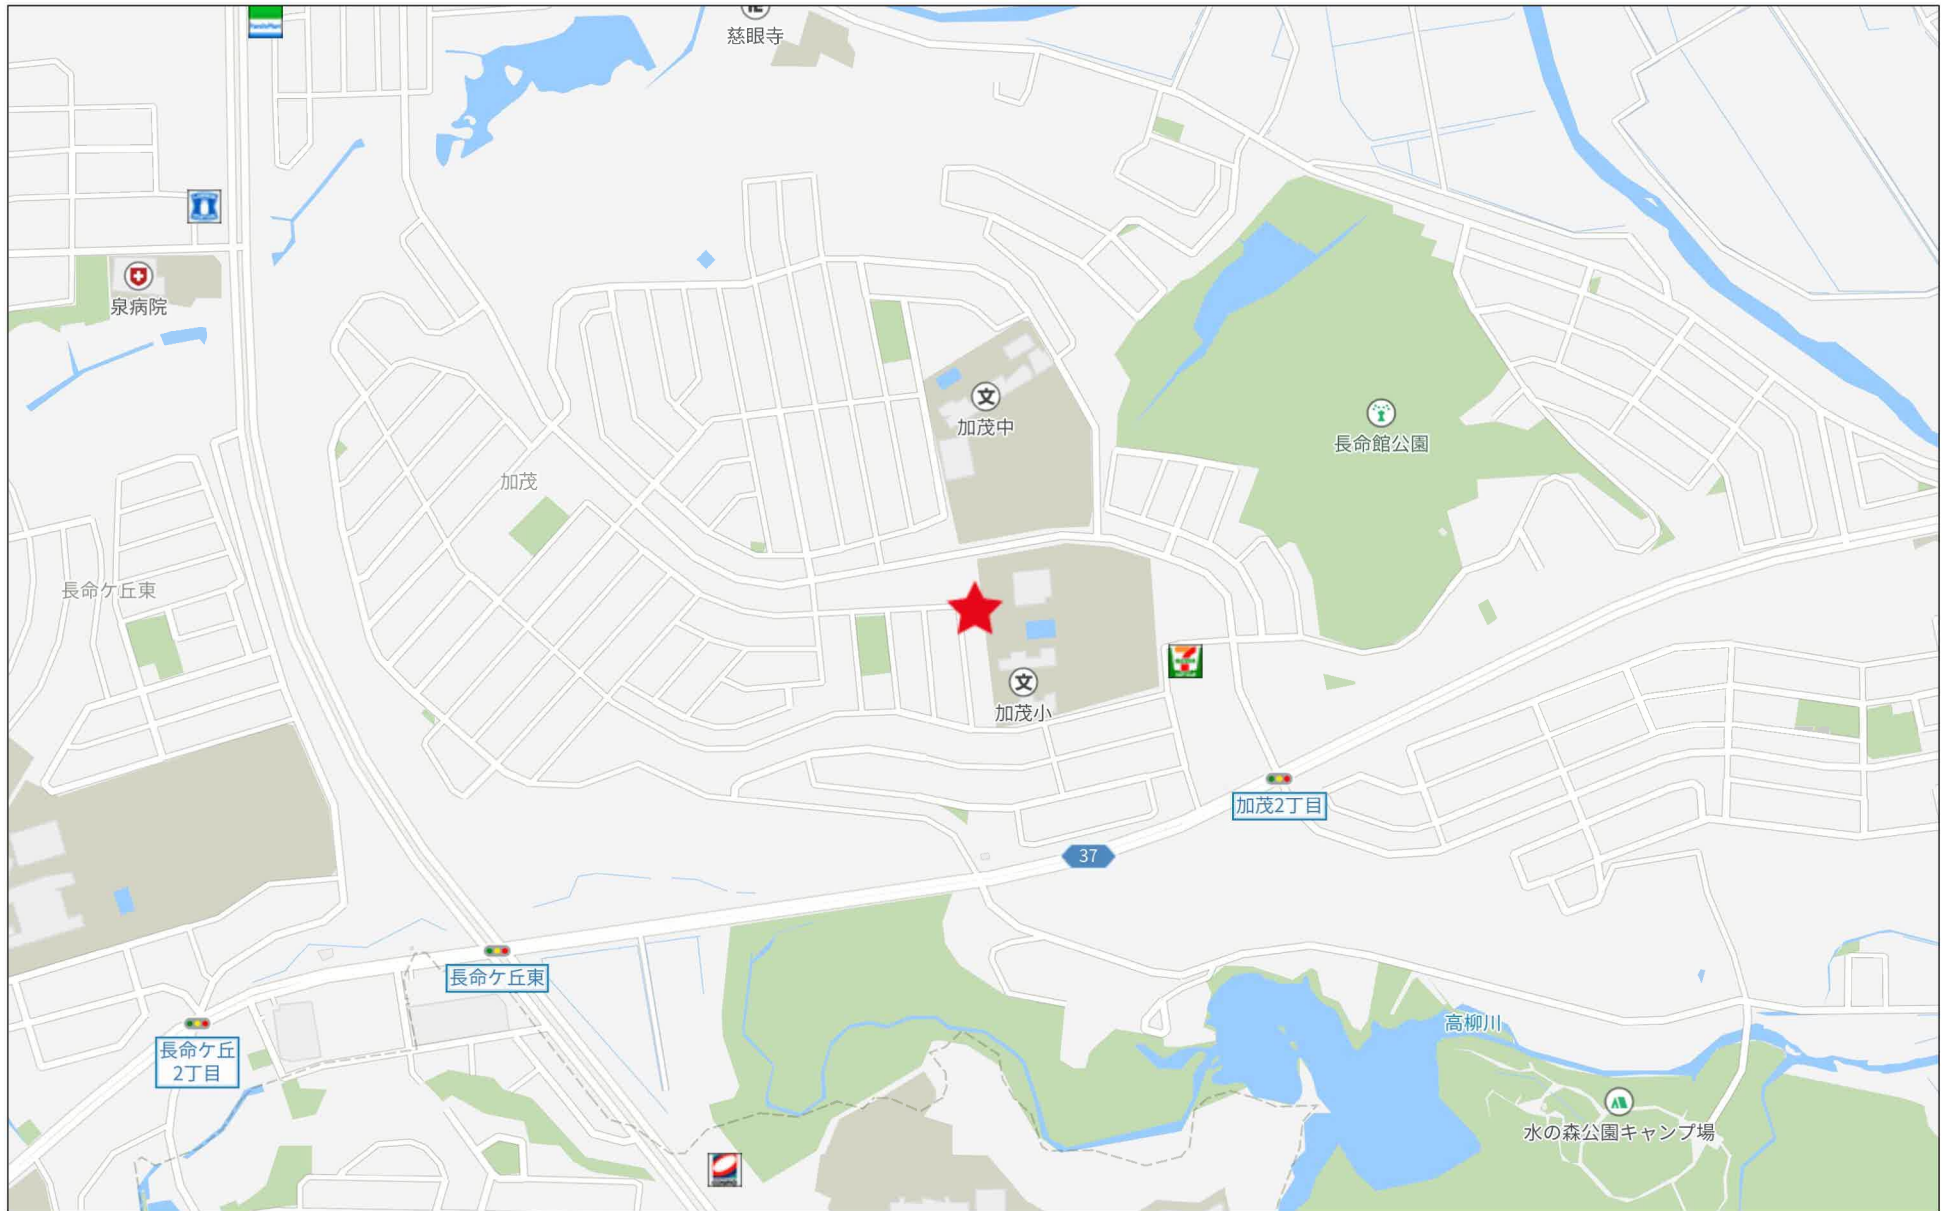 慈眼寺
泉病院
文
加茂中
長命館公園
加茂
長命ケ丘東
文
加茂小
加茂2丁目
37
長命ケ丘東
高柳川
長命ケ丘
2丁目
水の森公園キャンプ場